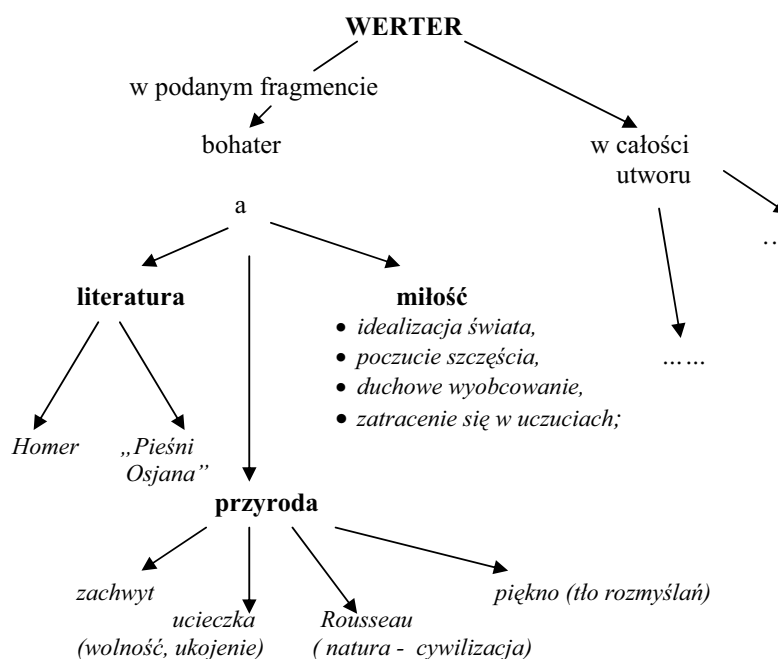 WERTER
w podanym fragmencie
bohater
w całości
utworu
a
…
literatura
miłość
• idealizacja świata,
• poczucie szczęścia,
• duchowe wyobcowanie,
• zatracenie się w uczuciach;
……
Homer
„Pieśni
Osjana”
przyroda
zachwyt
ucieczka
(wolność, ukojenie)
Rousseau
( natura - cywilizacja)
piękno (tło rozmyślań)